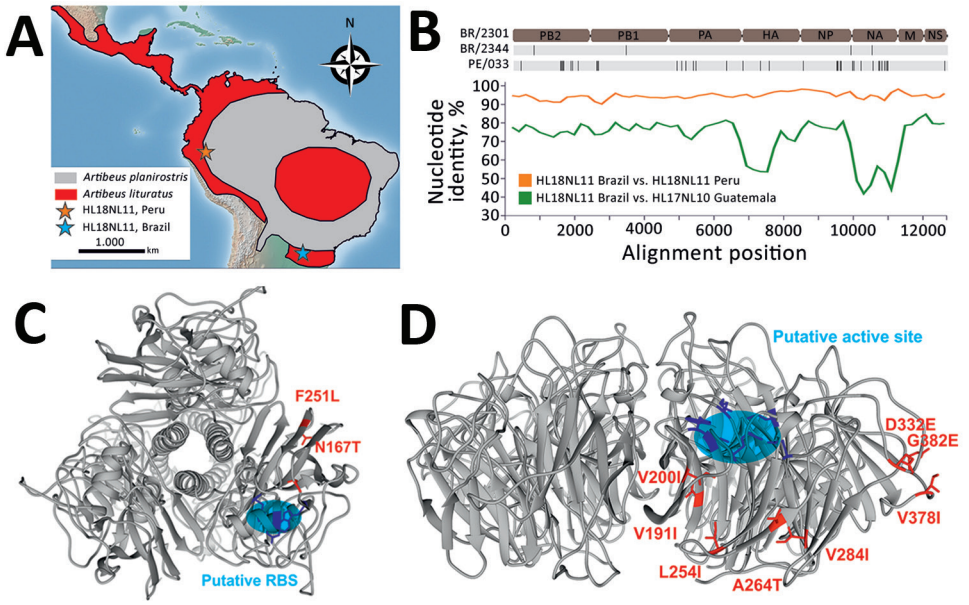 A
N
Artibeus planirostris
Artibeus lituratus
HL18NL11, Peru
HL18NL11, Brazil
1.000
km
B
BR/2301 PB2 PB1 PA HA NP NA M NS
BR/2344
PE/033
Nucleotide
identity, %
100
90
80
70
60
50
40
30
HL18NL11 Brazil vs. HL18NL11 Peru
HL18NL11 Brazil vs. HL17NL10 Guatemala
0 2000 4000 6000 8000 10000 12000
Alignment position
C
F251L
N167T
Putative RBS
D
Putative active site
D332E
G382E
V200I
V378I
V191I
V284I
L254I
A264T